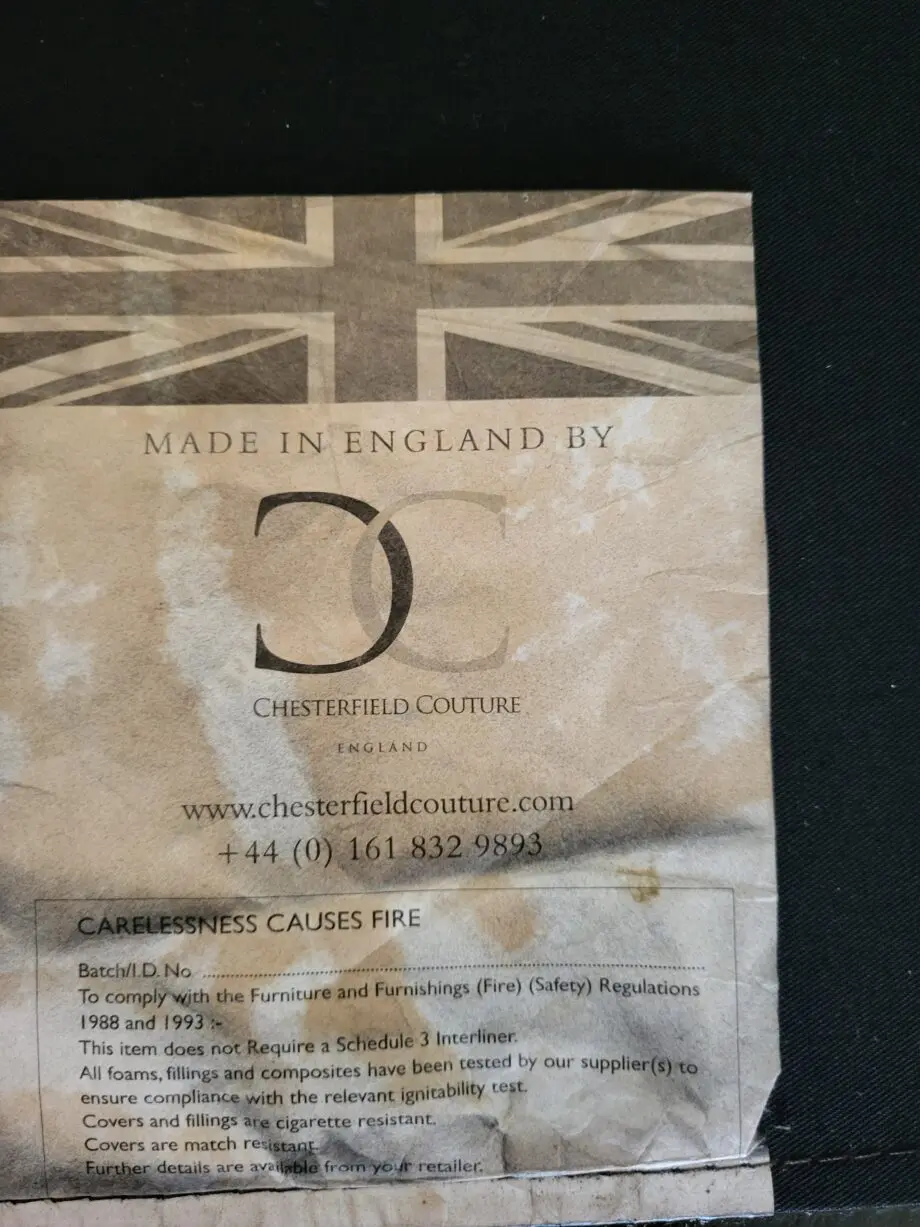 MADE IN ENGLAND BY
CC
CHESTERFIELD COUTURE
ENGLAND
www.chesterfieldcouture.com
+44 (0) 161 832 9893
CARELESSNESS CAUSES FIRE
Batch/I.D. No ........................................................
To comply with the Furniture and Furnishings (Fire) (Safety) Regulations
1988 and 1993 :-
This item does not Require a Schedule 3 Interliner.
All foams, fillings and composites have been tested by our supplier(s) to
ensure compliance with the relevant ignitability test.
Covers and fillings are cigarette resistant.
Covers are match resistant
Further details are available from your retailer.